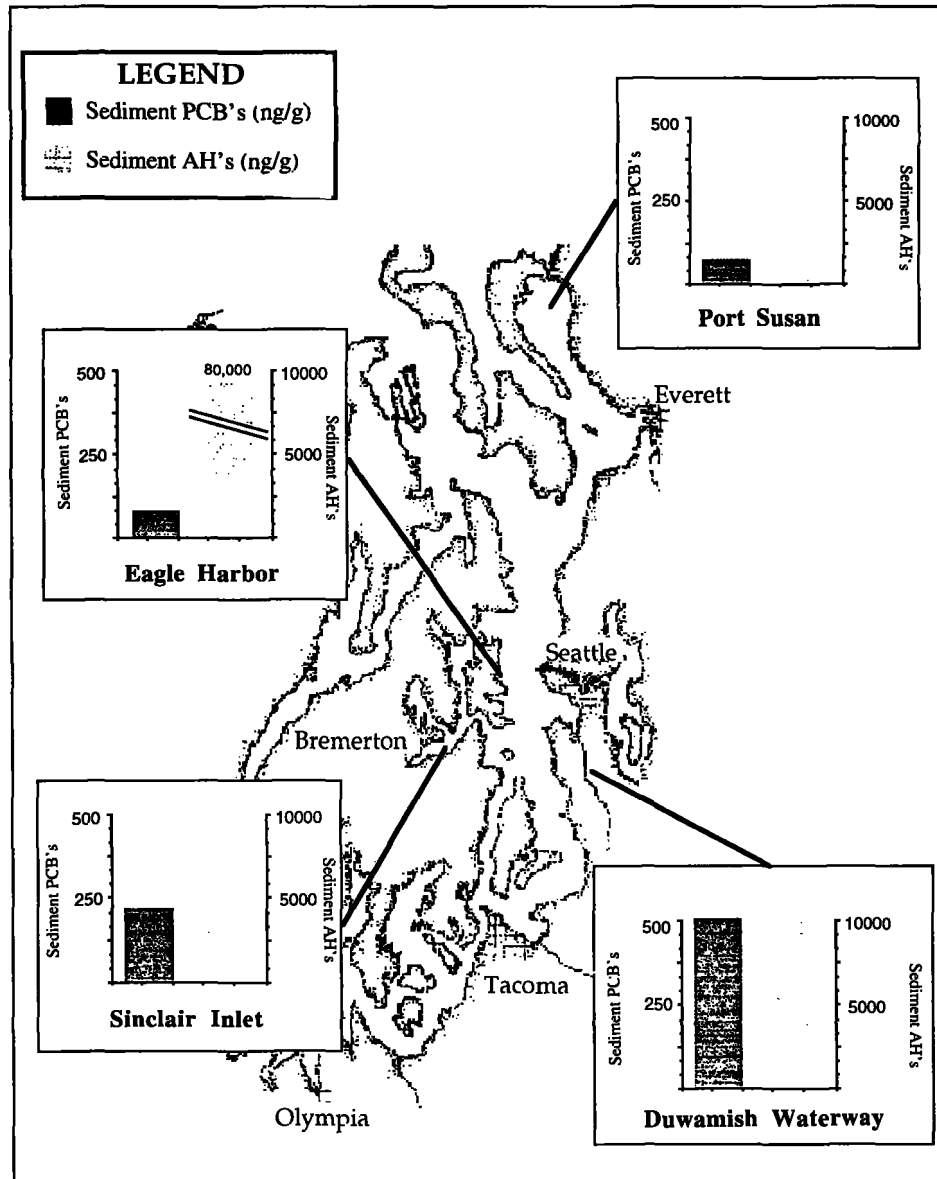 LEGEND
Sediment PCB's (ng/g)
Sediment AH's (ng/g)
500
250
Sediment PCB's
10000
5000
Sediment AH's
Port Susan
Everett
500
250
Sediment PCB's
80,000
10000
5000
Sediment AH's
Eagle Harbor
Seattle
Bremerton
500
250
Sediment PCB's
10000
5000
Sediment AH's
Sinclair Inlet
Tacoma
Olympia
500
250
Sediment PCB's
10000
5000
Sediment AH's
Duwamish Waterway